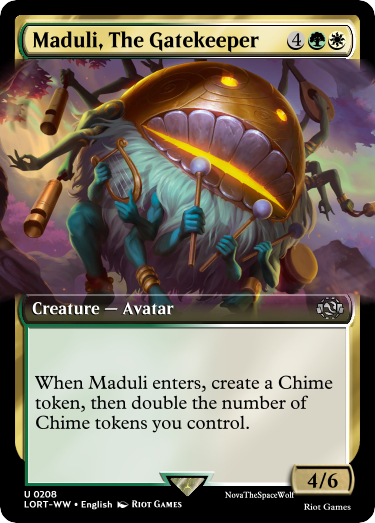 Maduli, The Gatekeeper 4
Creature — Avatar
When Maduli enters, create a Chime
token, then double the number of
Chime tokens you control.
4/6
U 0208
LORT-WW • English Riot Games
NovaTheSpaceWolf
Riot Games